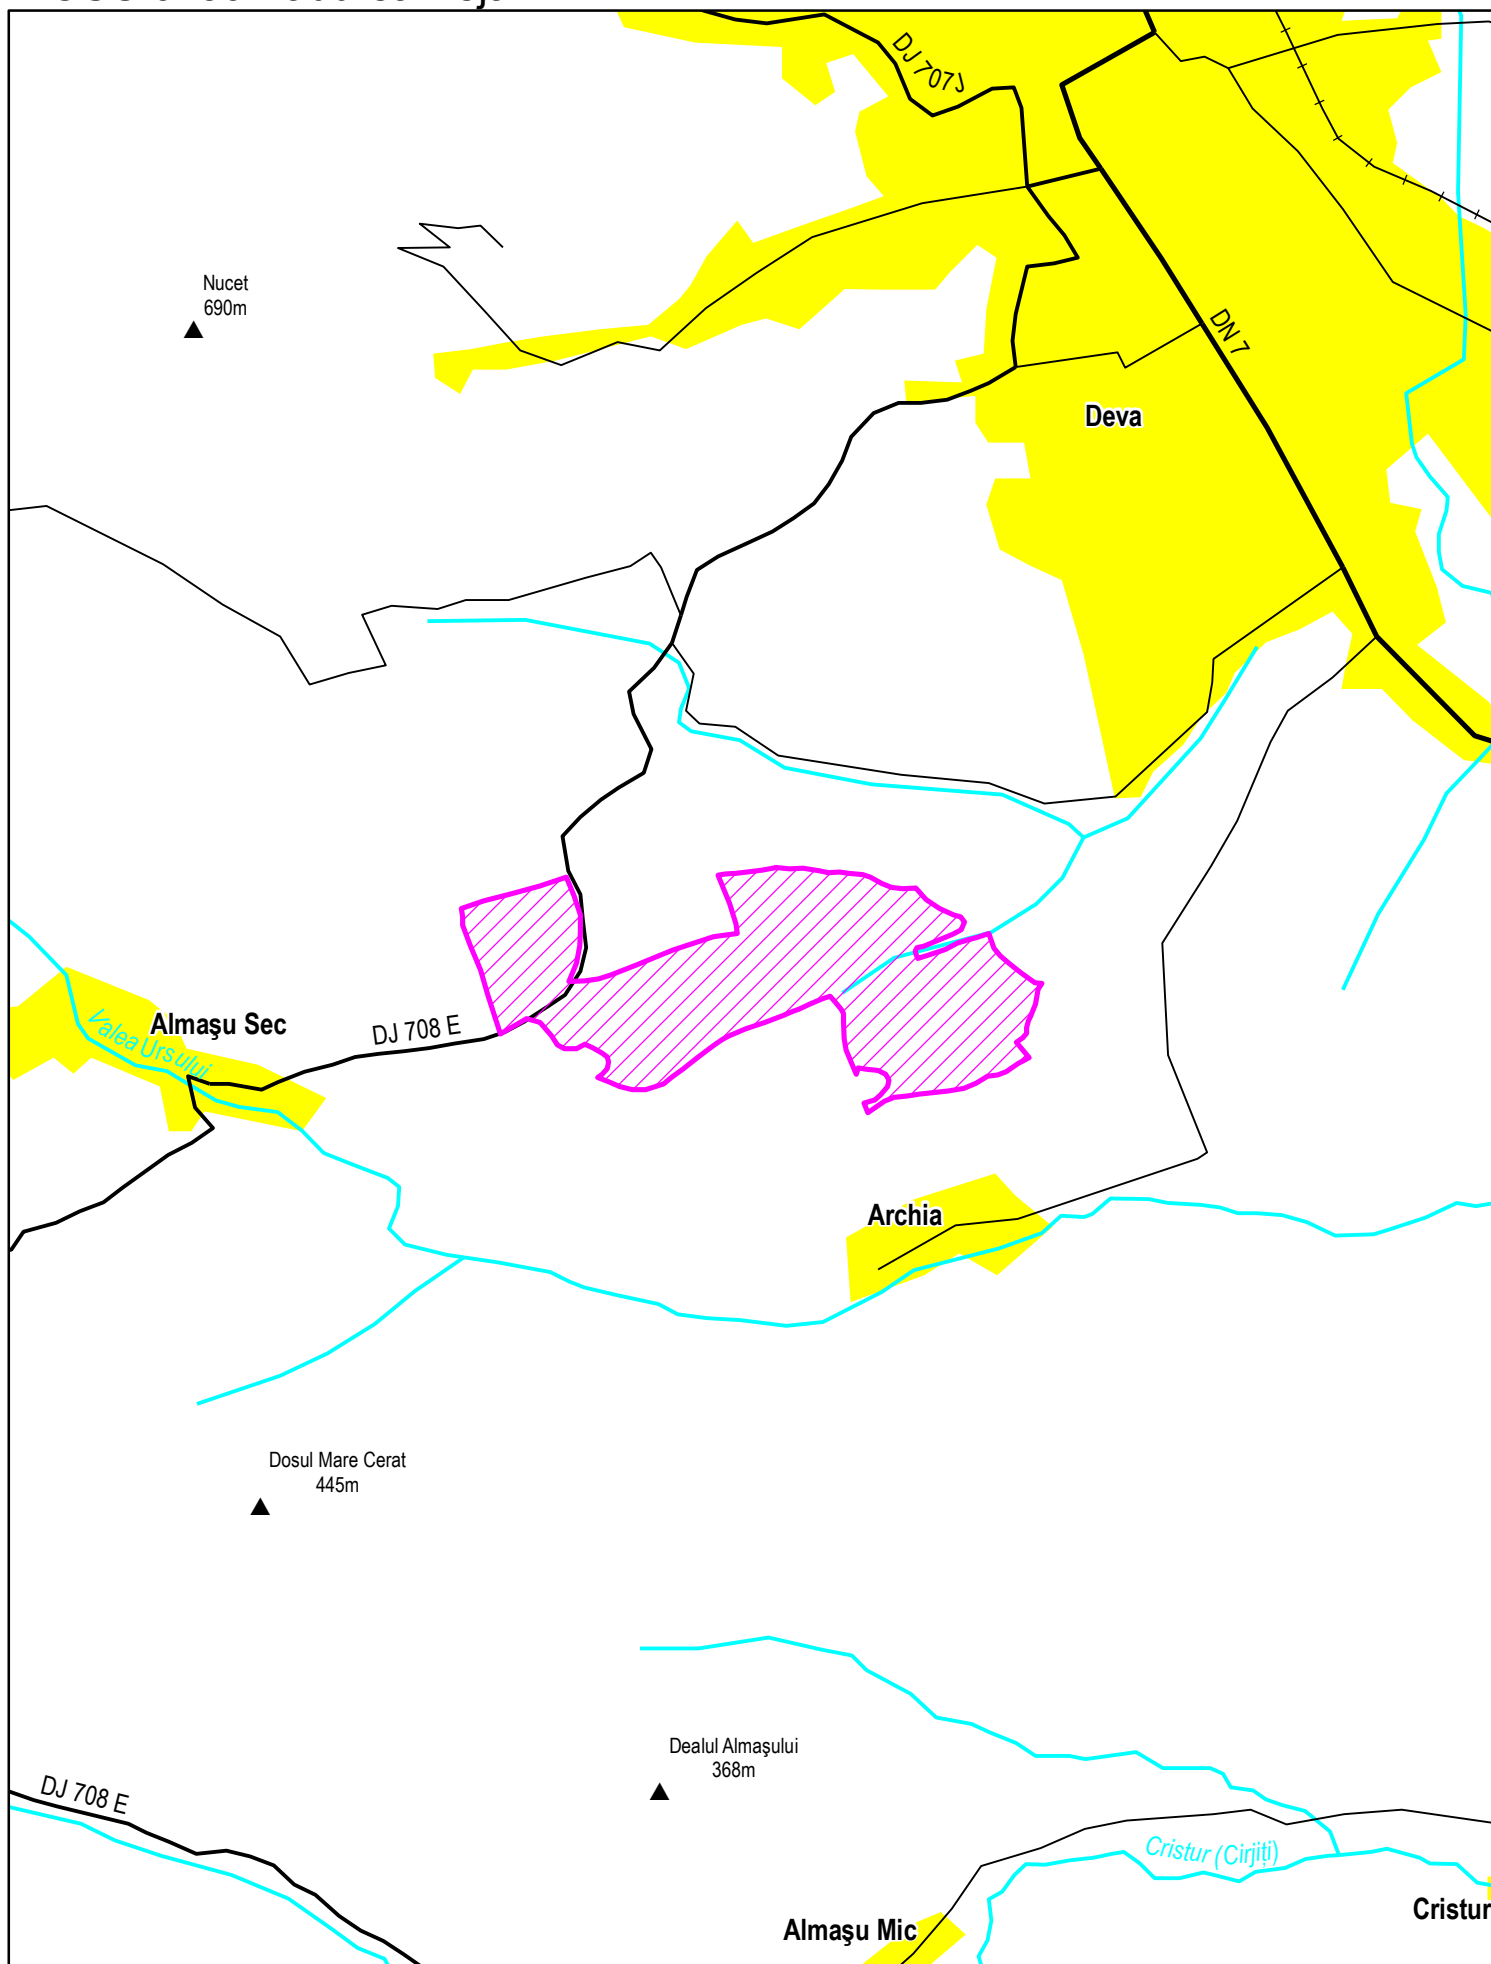 DJ 707J
Nucet
690m
DN 7
Deva
Almaşu Sec
Valea Ursului
DJ 708 E
Archia
Dosul Mare Cerat
445m
Dealul Almaşului
368m
DJ 708 E
Cristur (Cirjiți)
Cristur
Almaşu Mic